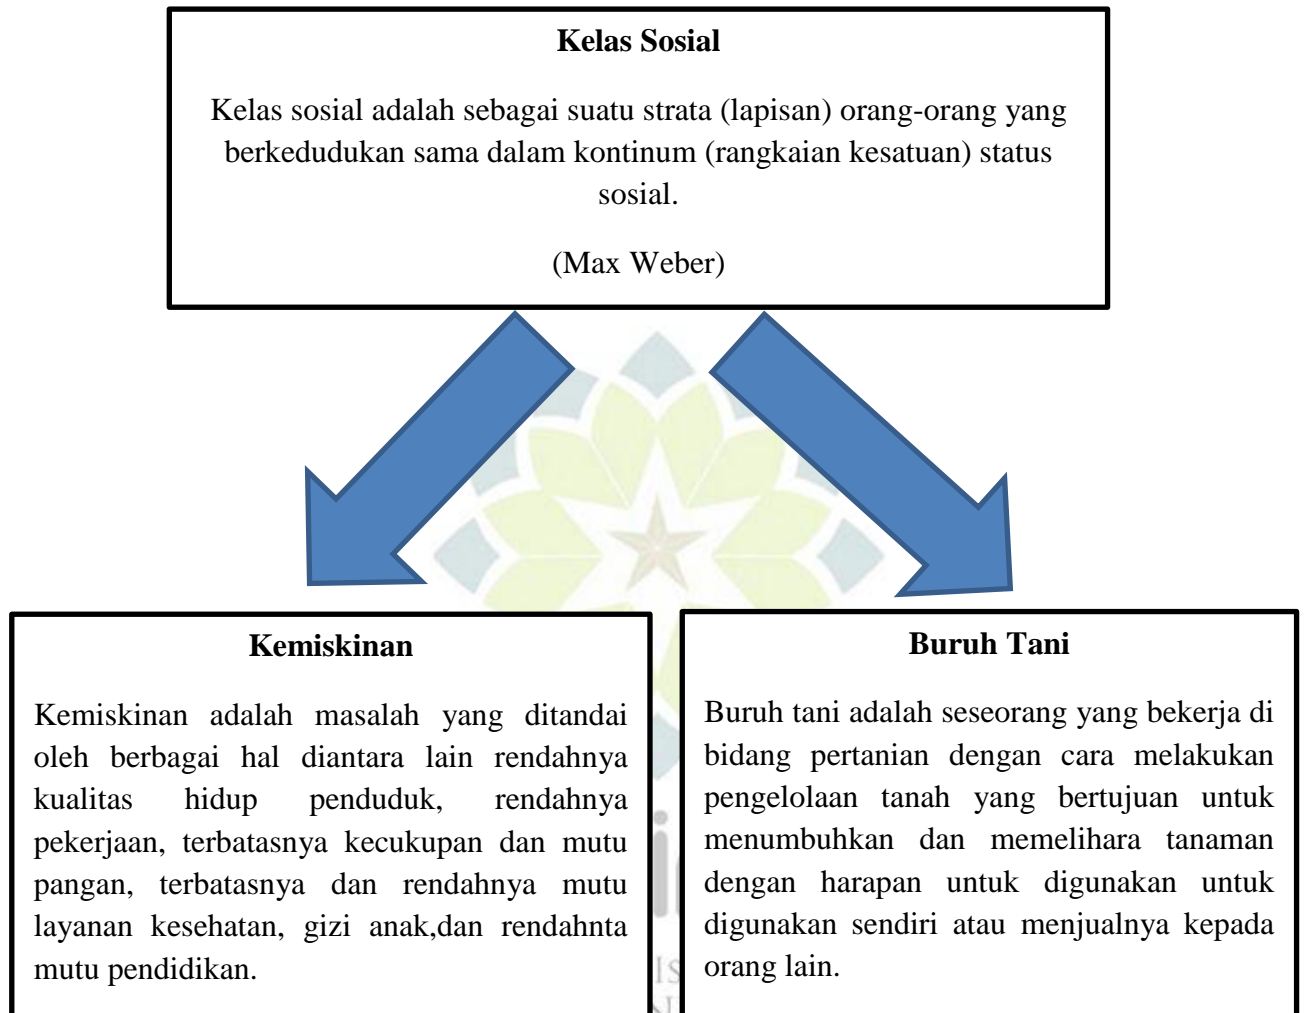 Kelas Sosial
Kelas sosial adalah sebagai suatu strata (lapisan) orang-orang yang
berkedudukan sama dalam kontinum (rangkaian kesatuan) status
sosial.
(Max Weber)
Kemiskinan
Kemiskinan adalah masalah yang ditandai
oleh berbagai hal diantara lain rendahnya
kualitas hidup penduduk, rendahnya
pekerjaan, terbatasnya kecukupan dan mutu
pangan, terbatasnya dan rendahnya mutu
layanan kesehatan, gizi anak,dan rendahnta
mutu pendidikan.
Buruh Tani
Buruh tani adalah seseorang yang bekerja di
bidang pertanian dengan cara melakukan
pengelolaan tanah yang bertujuan untuk
menumbuhkan dan memelihara tanaman
dengan harapan untuk digunakan untuk
digunakan sendiri atau menjualnya kepada
orang lain.